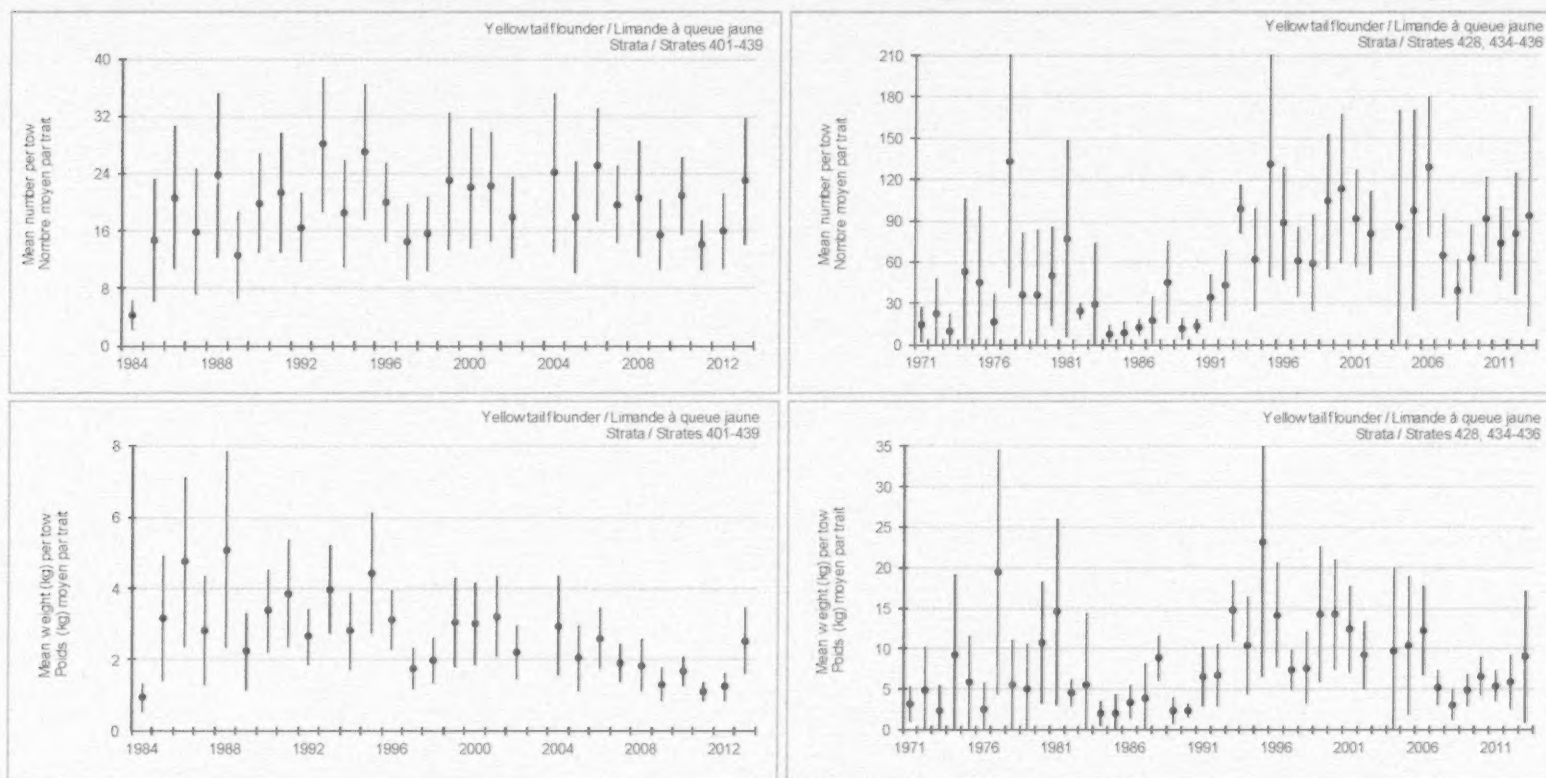 Yellowtail flounder / Limande à queue jaune
Strata / Strates 401-439
Mean number per tow
Nombre moyen par trait
40
32
24
16
8
0
1984 1988 1992 1996 2000 2004 2008 2012
Yellowtail flounder / Limande à queue jaune
Strata / Strates 428, 434-436
Mean number per tow
Nombre moyen par trait
210
180
150
120
90
60
30
0
1971 1976 1981 1986 1991 1996 2001 2006 2011
Yellowtail flounder / Limande à queue jaune
Strata / Strates 401-439
Mean weight (kg) per tow
Poids (kg) moyen par trait
8
6
4
2
0
1984 1988 1992 1996 2000 2004 2008 2012
Yellowtail flounder / Limande à queue jaune
Strata / Strates 428, 434-436
Mean weight (kg) per tow
Poids (kg) moyen par trait
35
30
25
20
15
10
5
0
1971 1976 1981 1986 1991 1996 2001 2006 2011